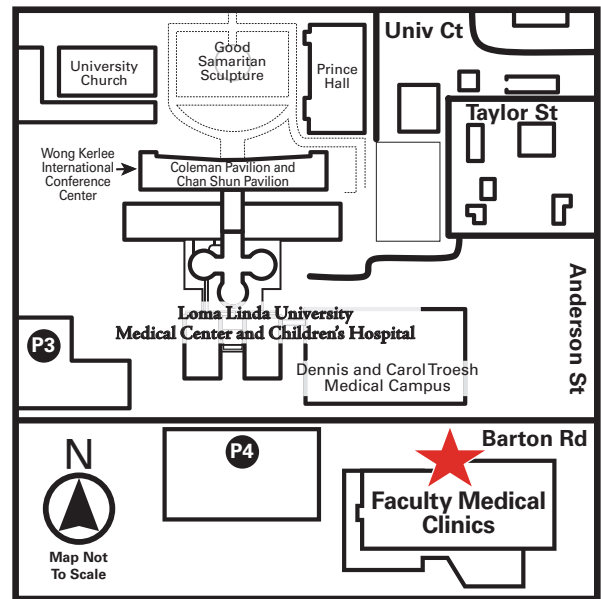 Univ Ct
Good
Samaritan
Sculpture
University
Church
Prince
Hall
Taylor St
Wong Kerlee
International
Conference
Center
Coleman Pavilion and
Chan Shun Pavilion
Anderson St
Loma Linda University
Medical Center and Children's Hospital
P3
Dennis and Carol Troesh
Medical Campus
Barton Rd
N
P4
Faculty Medical
Clinics
Map Not
To Scale